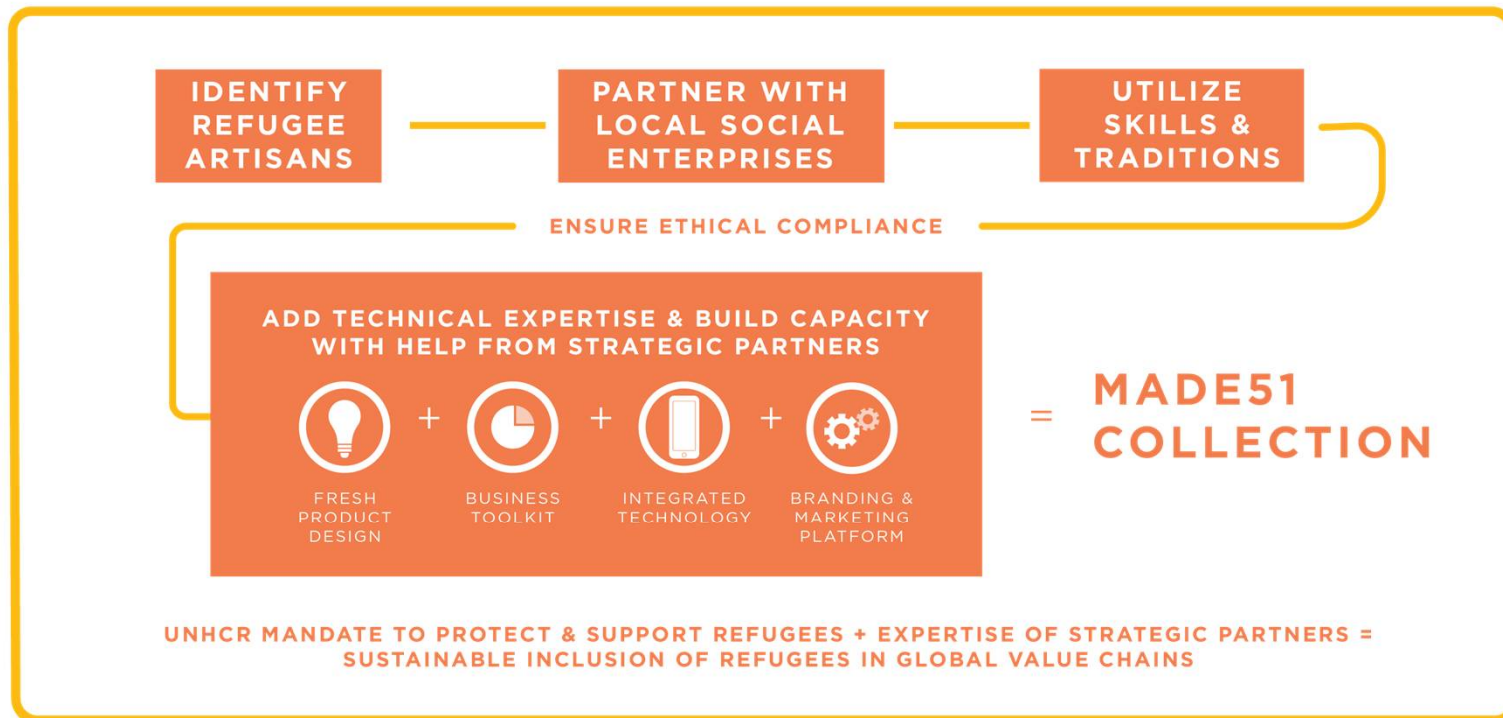 IDENTIFY
REFUGEE
ARTISANS
PARTNER WITH
LOCAL SOCIAL
ENTERPRISES
UTILIZE
SKILLS &
TRADITIONS
ENSURE ETHICAL COMPLIANCE
ADD TECHNICAL EXPERTISE & BUILD CAPACITY
WITH HELP FROM STRATEGIC PARTNERS
+
+
+
FRESH
PRODUCT
DESIGN
BUSINESS
TOOLKIT
INTEGRATED
TECHNOLOGY
BRANDING &
MARKETING
PLATFORM
=
MADE51
COLLECTION
UNHCR MANDATE TO PROTECT & SUPPORT REFUGEES + EXPERTISE OF STRATEGIC PARTNERS =
SUSTAINABLE INCLUSION OF REFUGEES IN GLOBAL VALUE CHAINS